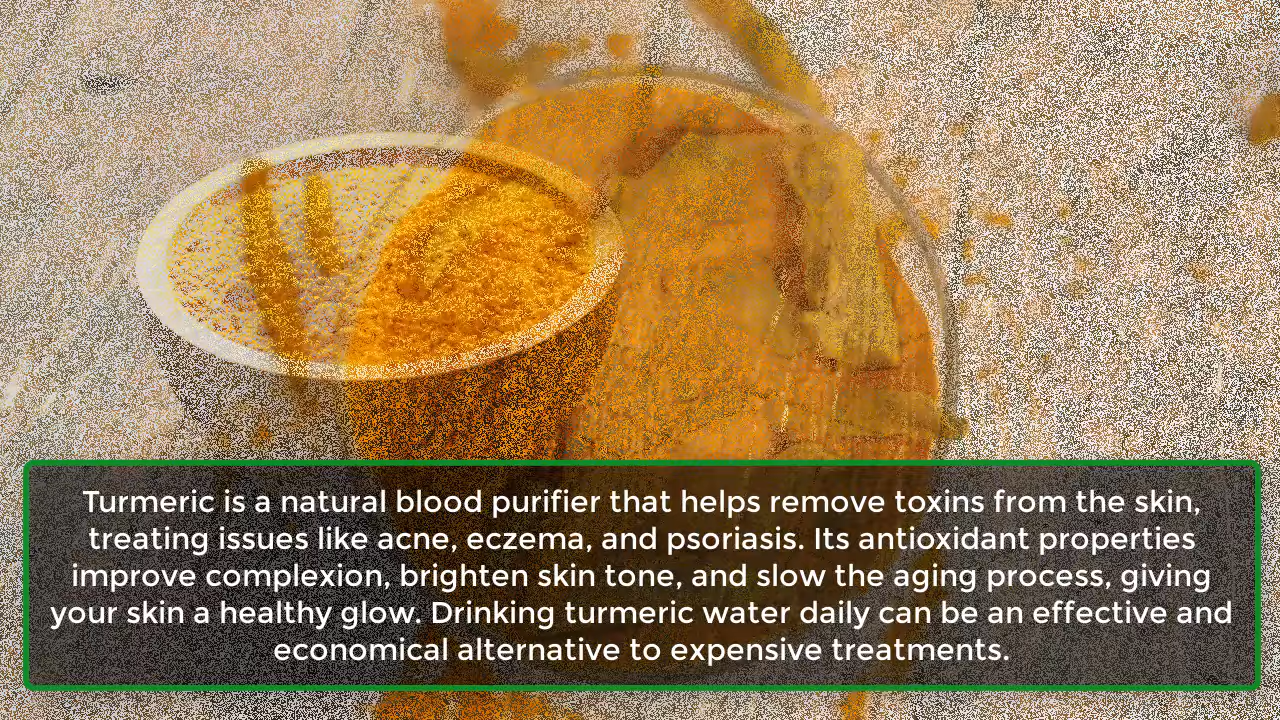 Turmeric is a natural blood purifier that helps remove toxins from the skin,
treating issues like acne, eczema, and psoriasis. Its antioxidant properties
improve complexion, brighten skin tone, and slow the aging process, giving
your skin a healthy glow. Drinking turmeric water daily can be an effective and
economical alternative to expensive treatments.